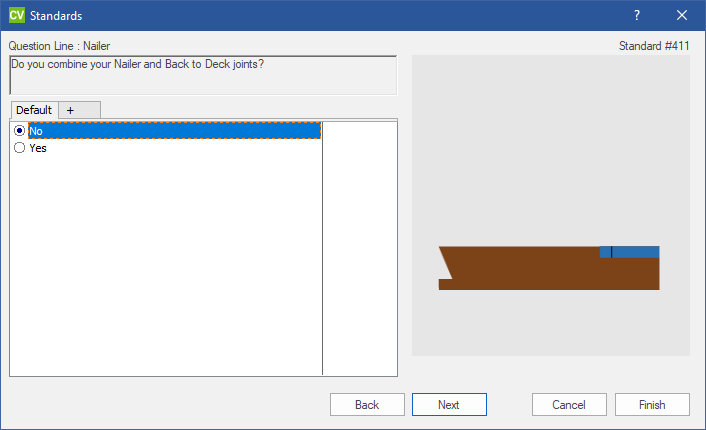 CV Standards ?
Question Line : Nailer
Standard #411
Do you combine your Nailer and Back to Deck joints?
Default +
No
Yes
Back Next Cancel Finish